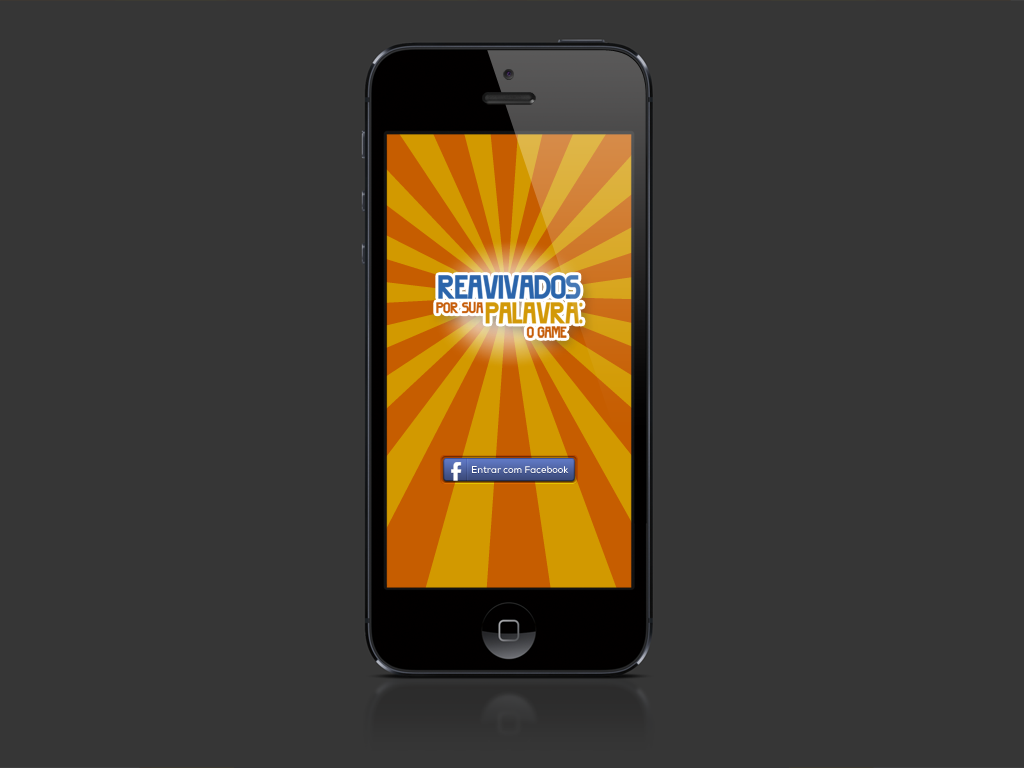 REAVIVADOS
POR SUA PALAVRA
O GAME
f Entrar com Facebook